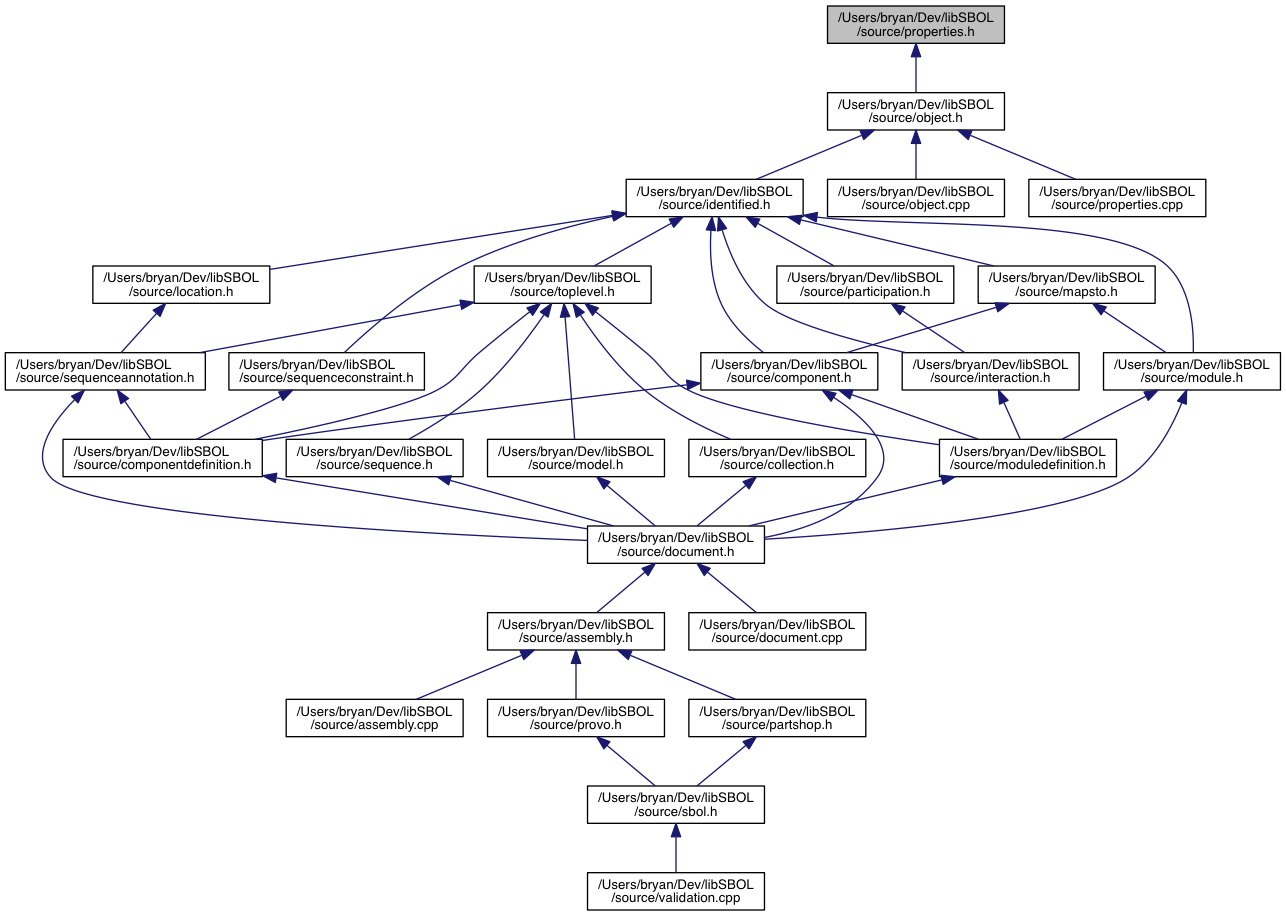 /Users/bryan/Dev/libSBOL
/source/properties.h
/Users/bryan/Dev/libSBOL
/source/object.h
/Users/bryan/Dev/libSBOL
/source/identified.h
/Users/bryan/Dev/libSBOL
/source/object.cpp
/Users/bryan/Dev/libSBOL
/source/properties.cpp
/Users/bryan/Dev/libSBOL
/source/location.h
/Users/bryan/Dev/libSBOL
/source/toplevel.h
/Users/bryan/Dev/libSBOL
/source/participation.h
/Users/bryan/Dev/libSBOL
/source/mapsto.h
/Users/bryan/Dev/libSBOL
/source/sequenceannotation.h
/Users/bryan/Dev/libSBOL
/source/sequenceconstraint.h
/Users/bryan/Dev/libSBOL
/source/component.h
/Users/bryan/Dev/libSBOL
/source/interaction.h
/Users/bryan/Dev/libSBOL
/source/module.h
/Users/bryan/Dev/libSBOL
/source/componentdefinition.h
/Users/bryan/Dev/libSBOL
/source/sequence.h
/Users/bryan/Dev/libSBOL
/source/model.h
/Users/bryan/Dev/libSBOL
/source/collection.h
/Users/bryan/Dev/libSBOL
/source/moduledefinition.h
/Users/bryan/Dev/libSBOL
/source/document.h
/Users/bryan/Dev/libSBOL
/source/assembly.h
/Users/bryan/Dev/libSBOL
/source/document.cpp
/Users/bryan/Dev/libSBOL
/source/assembly.cpp
/Users/bryan/Dev/libSBOL
/source/provo.h
/Users/bryan/Dev/libSBOL
/source/partshop.h
/Users/bryan/Dev/libSBOL
/source/sbol.h
/Users/bryan/Dev/libSBOL
/source/validation.cpp